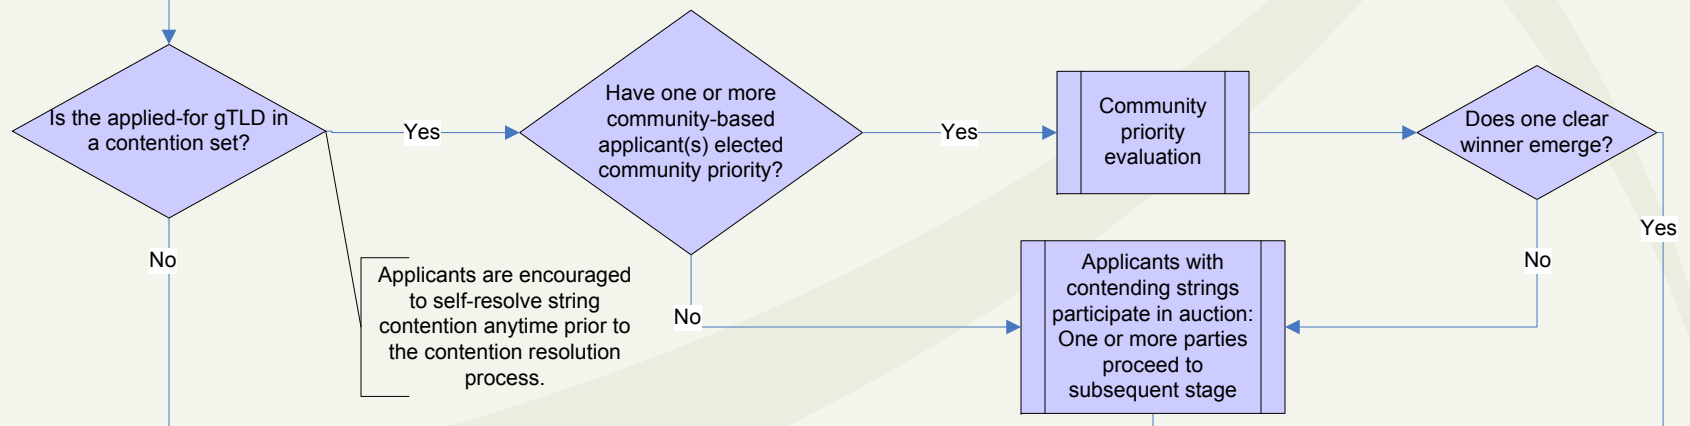 Is the applied-for gTLD in
a contention set?
Yes
No
Applicants are encouraged
to self-resolve string
contention anytime prior to
the contention resolution
process.
Have one or more
community-based
applicant(s) elected
community priority?
Yes
No
Community
priority
evaluation
Does one clear
winner emerge?
Yes
No
Applicants with
contending strings
participate in auction:
One or more parties
proceed to
subsequent stage